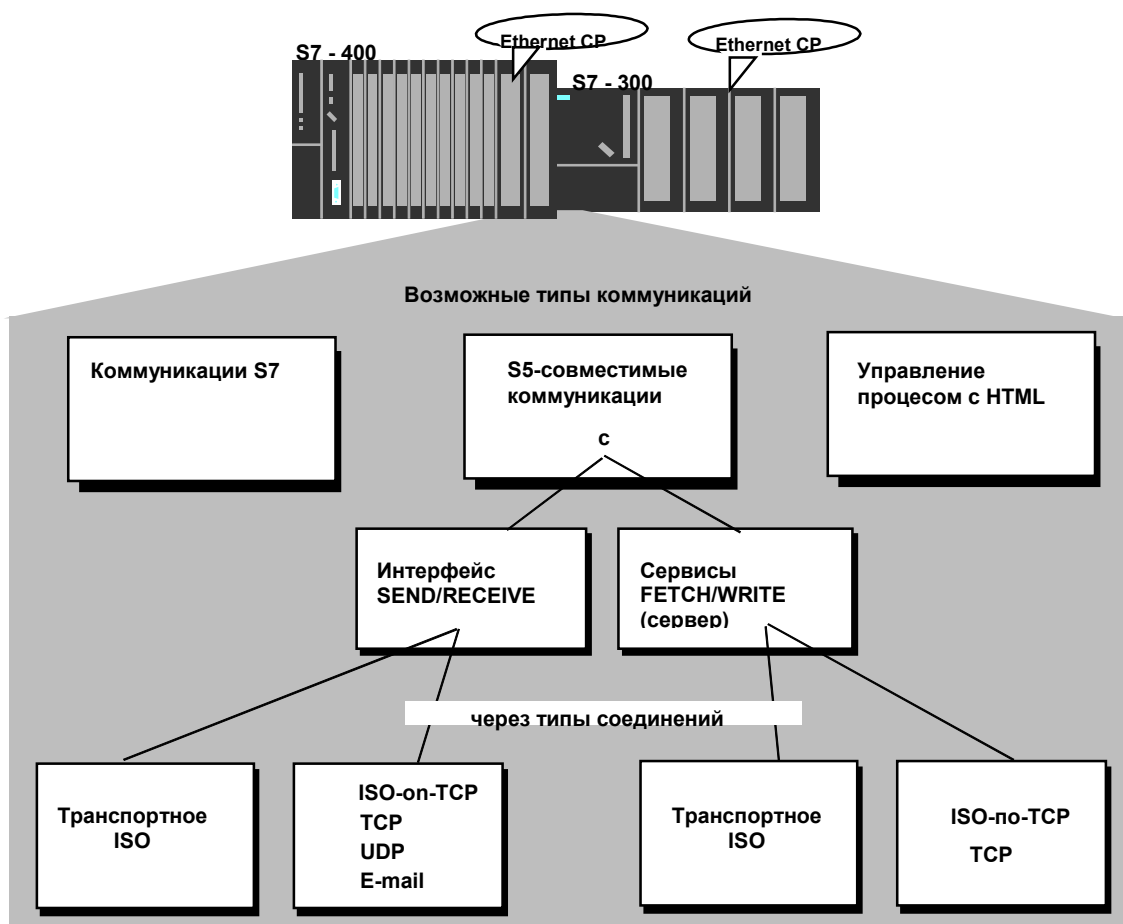 Ethernet CP
Ethernet CP
S7 - 400
S7 - 300
Возможные типы коммуникаций
Коммуникации S7
S5-совместимые
коммуникации
с
Управление
процесом с HTML
Интерфейс
SEND/RECEIVE
Сервисы
FETCH/WRITE
(сервер)
через типы соединений
Транспортное
ISO
ISO-on-TCP
TCP
UDP
E-mail
Транспортное
ISO
ISO-по-TCP
TCP